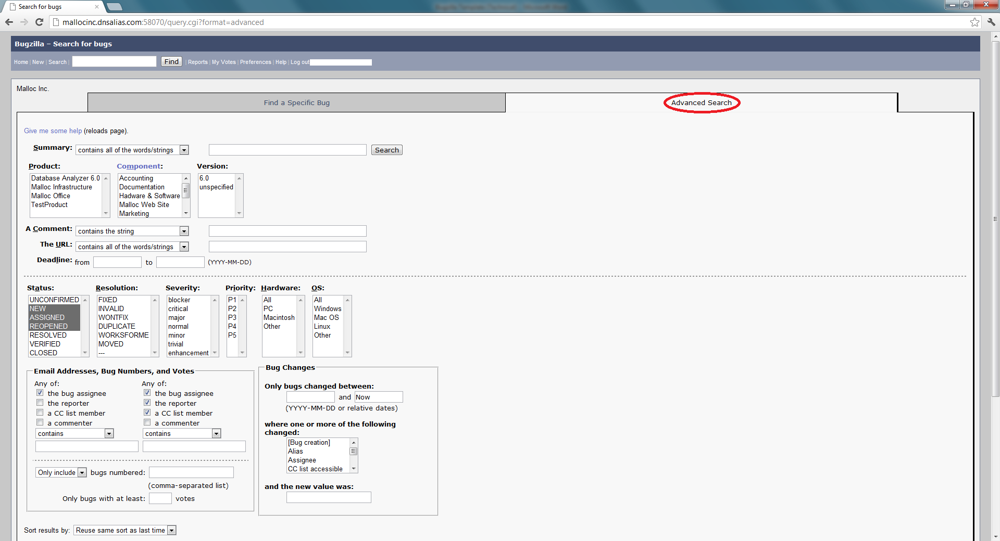 Search for bugs
mallocinc.dnsalias.com:58070/query.cgi?format=advanced
Bugzilla – Search for bugs
Home | New | Search | Find | Reports | My Votes | Preferences | Help | Log out
Malloc Inc.
Find a Specific Bug Advanced Search
Give me some help (reloads page).
Summary: contains all of the words/strings Search
Product: Component: Version:
Database Analyzer 6.0 Accounting 6.0
Malloc Infrastructure Documentation unspecified
Malloc Office Hadware & Software
TestProduct Malloc Web Site
Marketing
A Comment: contains the string
The URL: contains all of the words/strings
Deadline: from to (YYYY-MM-DD)
Status: Resolution: Severity: Priority: Hardware: OS:
UNCONFIRMED FIXED blocker P1 All All
NEW INVALID critical P2 PC Windows
ASSIGNED WONTFIX major P3 Macintosh Mac OS
REOPENED DUPLICATE normal P4 Other Linux
RESOLVED WORKSFORME minor P5 Other
VERIFIED MOVED trivial
CLOSED --- enhancement
Email Addresses, Bug Numbers, and Votes
Any of: Any of:
the bug assignee the bug assignee
the reporter the reporter
a CC list member a CC list member
a commenter a commenter
contains contains
Only include bugs numbered:
(comma-separated list)
Only bugs with at least: votes
Bug Changes
Only bugs changed between:
and Now
(YYYY-MM-DD or relative dates)
where one or more of the following
changed:
[Bug creation]
Alias
Assignee
CC list accessible
and the new value was:
Sort results by: Reuse same sort as last time